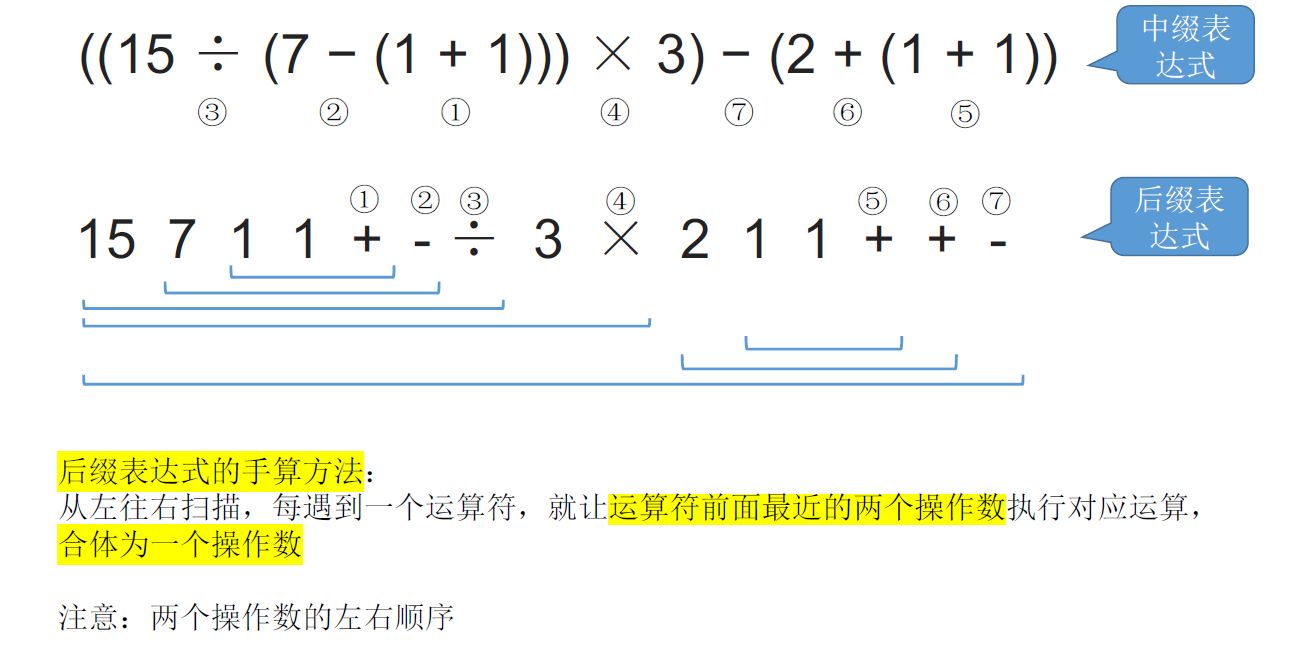 ((15 ÷ (7 − (1 + 1))) × 3) − (2 + (1 + 1))
中缀表
达式
③ ② ① ④ ⑦ ⑥ ⑤
① ② ③ ④ ⑤ ⑥ ⑦
15 7 1 1 + - ÷ 3 × 2 1 1 + + -
后缀表
达式
后缀表达式的手算方法：
从左往右扫描，每遇到一个运算符，就让运算符前面最近的两个操作数执行对应运算，
合体为一个操作数
注意：两个操作数的左右顺序